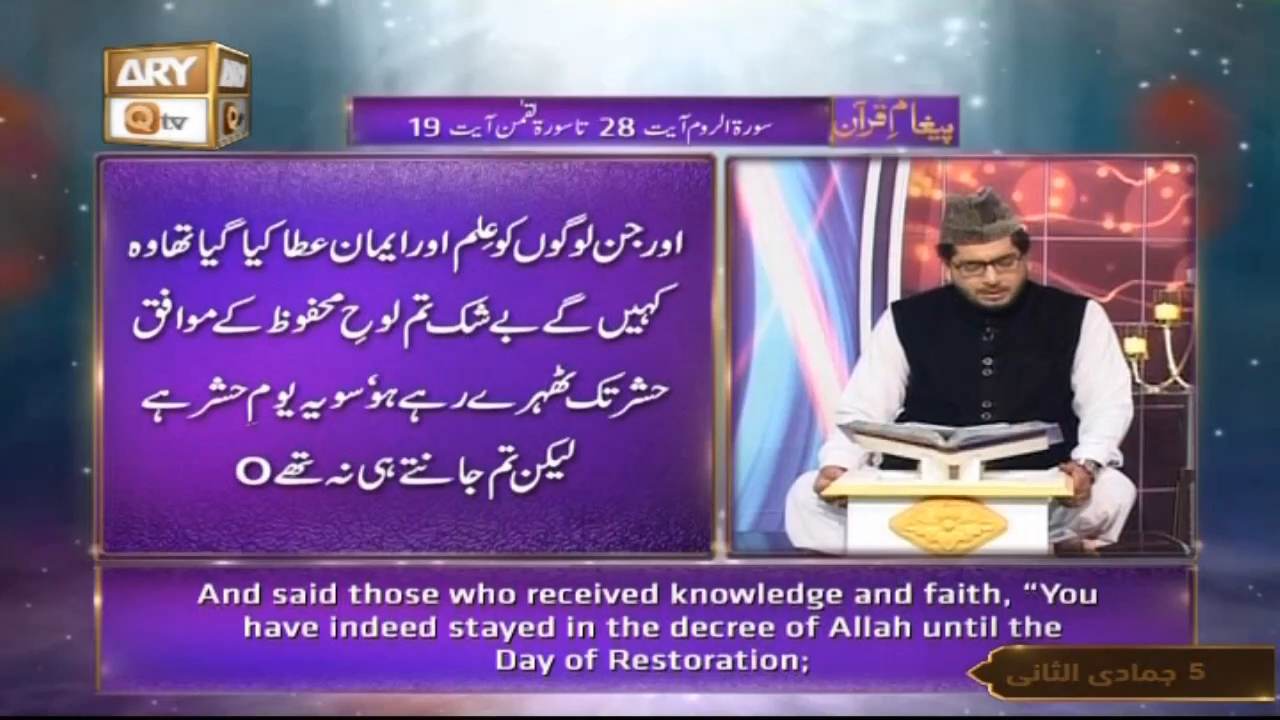 ARY
Qtv
پیغامِ قرآن
سورۃ الروم آیت 28 تا سورۃ لقمٰن آیت 19
اور جن لوگوں کو عِلم اور ایمان عطا کیا گیا تھا وہ
کہیں گے بے شک تم لوحِ محفوظ کے موافق
حشر تک ٹھہرے رہے ہو ٗ سو یہ یومِ حشر ہے
لیکن تم جانتے ہی نہ تھے O
And said those who received knowledge and faith, “You
have indeed stayed in the decree of Allah until the
Day of Restoration;
5 جمادی الثانی